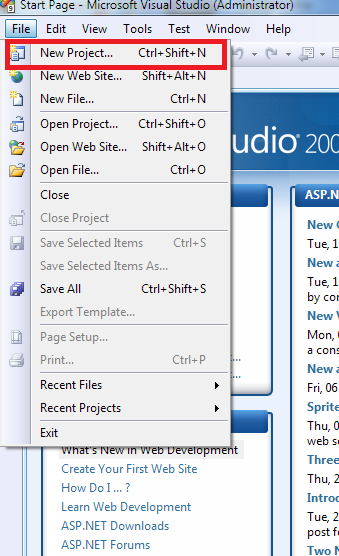 Start Page - Microsoft Visual Studio (Administrator)
File Edit View Tools Test Window Help
New Project... Ctrl+Shift+N
New Web Site... Shift+Alt+N
New File... Ctrl+N
Open Project... Ctrl+Shift+O
Open Web Site... Shift+Alt+O
Open File... Ctrl+O
Close
Close Project
Save Selected Items Ctrl+S
Save Selected Items As...
Save All Ctrl+Shift+S
Export Template...
Page Setup...
Print... Ctrl+P
Recent Files
Recent Projects
Exit
What's New in Web Development
Create Your First Web Site
How Do I ... ?
Learn Web Development
ASP.NET Downloads
ASP.NET Forums
udio 200
ASP.N
New C
Tue, 1
New a
Tue, 1
by con
New V
Mon, 
a cons
New a
Fri, 06
Sprite
Thu, 0
web s
Three
Thu, 2
Introd
Tue, 2
post fo
Two N